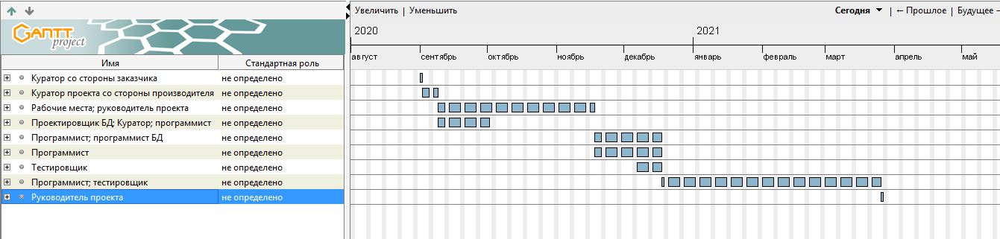 Увеличить | Уменьшить
Сегодня ▼ | ← Прошлое | Будущее →
GANTT
project
2020
2021
август сентябрь октябрь ноябрь декабрь январь февраль март апрель май
Имя Стандартная роль
Куратор со стороны заказчика не определено
Куратор проекта со стороны производителя не определено
Рабочие места; руководитель проекта не определено
Проектировщик БД; Куратор; программист не определено
Программист; программист БД не определено
Программист не определено
Тестировщик не определено
Программист; тестировщик не определено
Руководитель проекта не определено